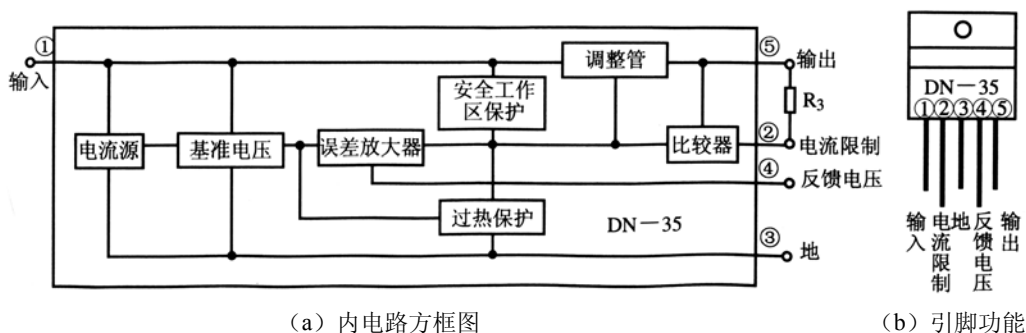 ①
输入
电流源
基准电压
误差放大器
安全工作
区保护
过热保护
调整管
比较器
DN－35
⑤
输出
R₃
②
电流限制
④
反馈电压
③
地
DN－35
①②③④⑤
输入
电流限制
地
反馈电压
输出
（a）内电路方框图
（b）引脚功能